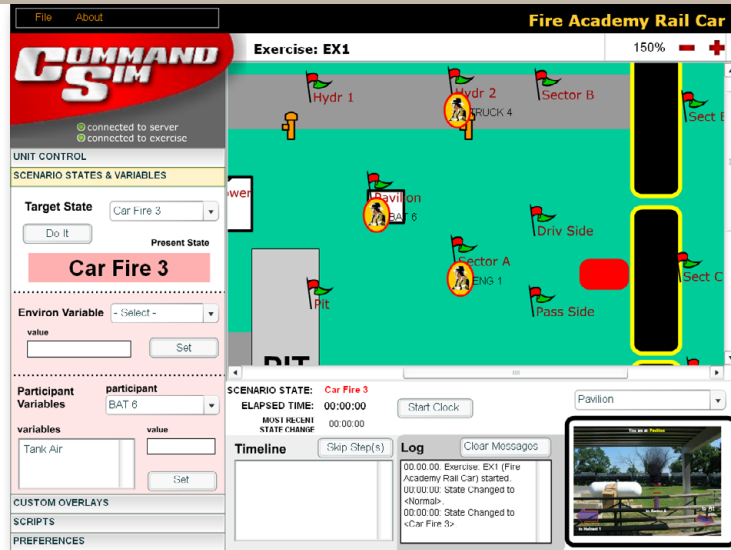 File About
Fire Academy Rail Car
COMMAND
SIM
Exercise: EX1
150%
connected to server
connected to exercise
UNIT CONTROL
SCENARIO STATES & VARIABLES
Target State
Car Fire 3
Do It
Present State
Car Fire 3
Environ Variable
- Select -
value
Set
Participant
Variables
participant
BAT 6
variables
value
Tank Air
Set
CUSTOM OVERLAYS
SCRIPTS
PREFERENCES
Hydr 1
Hydr 2
TRUCK 4
Sector B
Sect B
wer
Pavilion
BAT 6
Driv Side
Sector A
ENG 1
Sect C
Pit
Pass Side
PIT
SCENARIO STATE: Car Fire 3
ELAPSED TIME: 00:00:00
Start Clock
MOST RECENT
STATE CHANGE
00:00:00
Pavilion
Timeline
Skip Step(s)
Log
Clear Messages
00:00:00: Exercise: EX1 (Fire
Academy Rail Car) started.
00:00:00: State Changed to
<Normal>.
00:00:00: State Changed to
<Car Fire 3>
You are at Pavilion